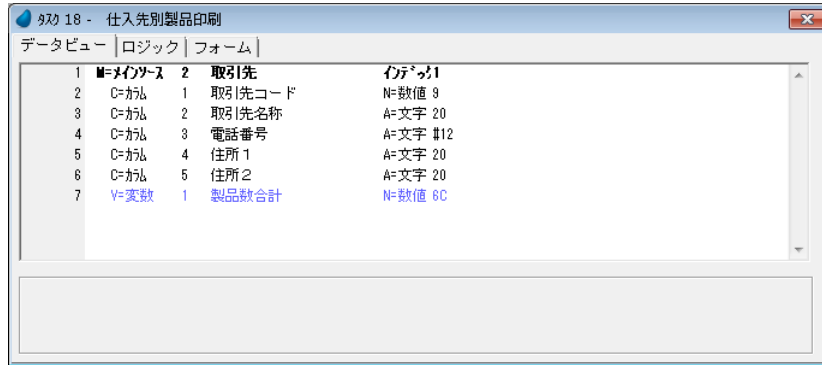 ﾀｽｸ 18 - 仕入先別製品印刷
データビュー ロジック フォーム
1 M=ﾒｲﾝｿｰｽ 2 取引先 ｲﾝﾃﾞｯｸｽ1
2 C=ｶﾗﾑ 1 取引先コード N=数値 9
3 C=ｶﾗﾑ 2 取引先名称 A=文字 20
4 C=ｶﾗﾑ 3 電話番号 A=文字 #12
5 C=ｶﾗﾑ 4 住所１ A=文字 20
6 C=ｶﾗﾑ 5 住所２ A=文字 20
7 V=変数 1 製品数合計 N=数値 6C